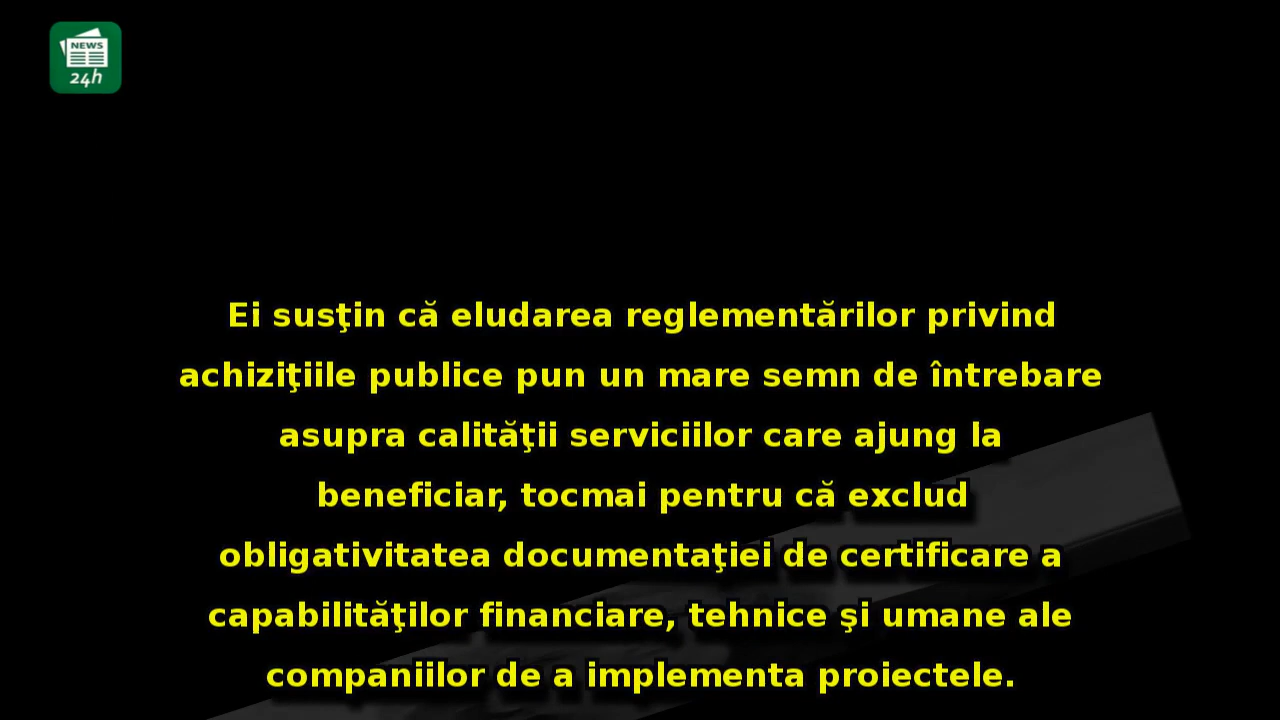 NEWS
24h
Ei susţin că eludarea reglementărilor privind
achiziţiile publice pun un mare semn de întrebare
asupra calităţii serviciilor care ajung la
beneficiar, tocmai pentru că exclud
obligativitatea documentaţiei de certificare a
capabilităţilor financiare, tehnice şi umane ale
companiilor de a implementa proiectele.